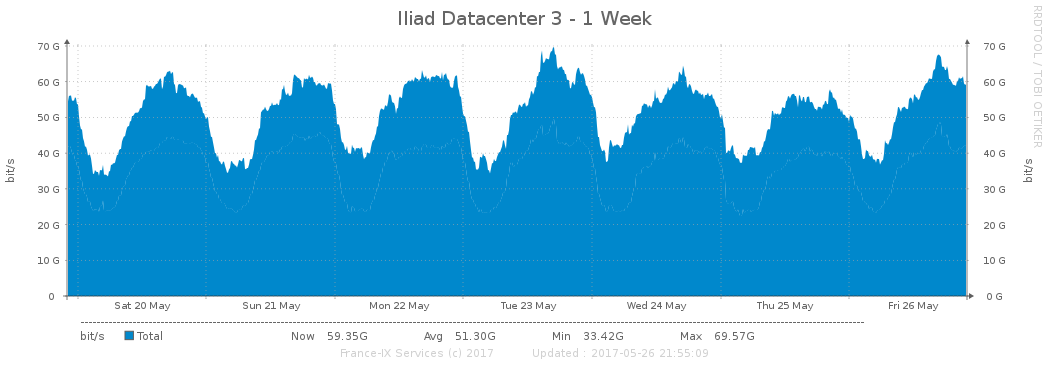 Iliad Datacenter 3 - 1 Week
RRDTOOL / TOBI OETIKER
70 G 70 G
60 G 60 G
50 G 50 G
40 G 40 G
30 G 30 G
20 G 20 G
10 G 10 G
0 0 G
bit/s bit/s
Sat 20 May Sun 21 May Mon 22 May Tue 23 May Wed 24 May Thu 25 May Fri 26 May
bit/s Total Now 59.35G Avg 51.30G Min 33.42G Max 69.57G
France-IX Services (c) 2017 Updated : 2017-05-26 21:55:09